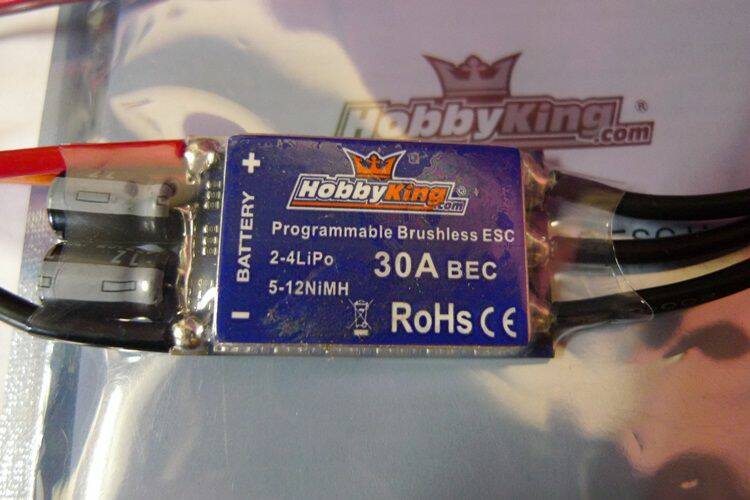 HobbyKing®
.com
+
BATTERY
−
HobbyKing
.com
Programmable Brushless ESC
2-4LiPo
30A BEC
5-12NiMH
RoHs CE